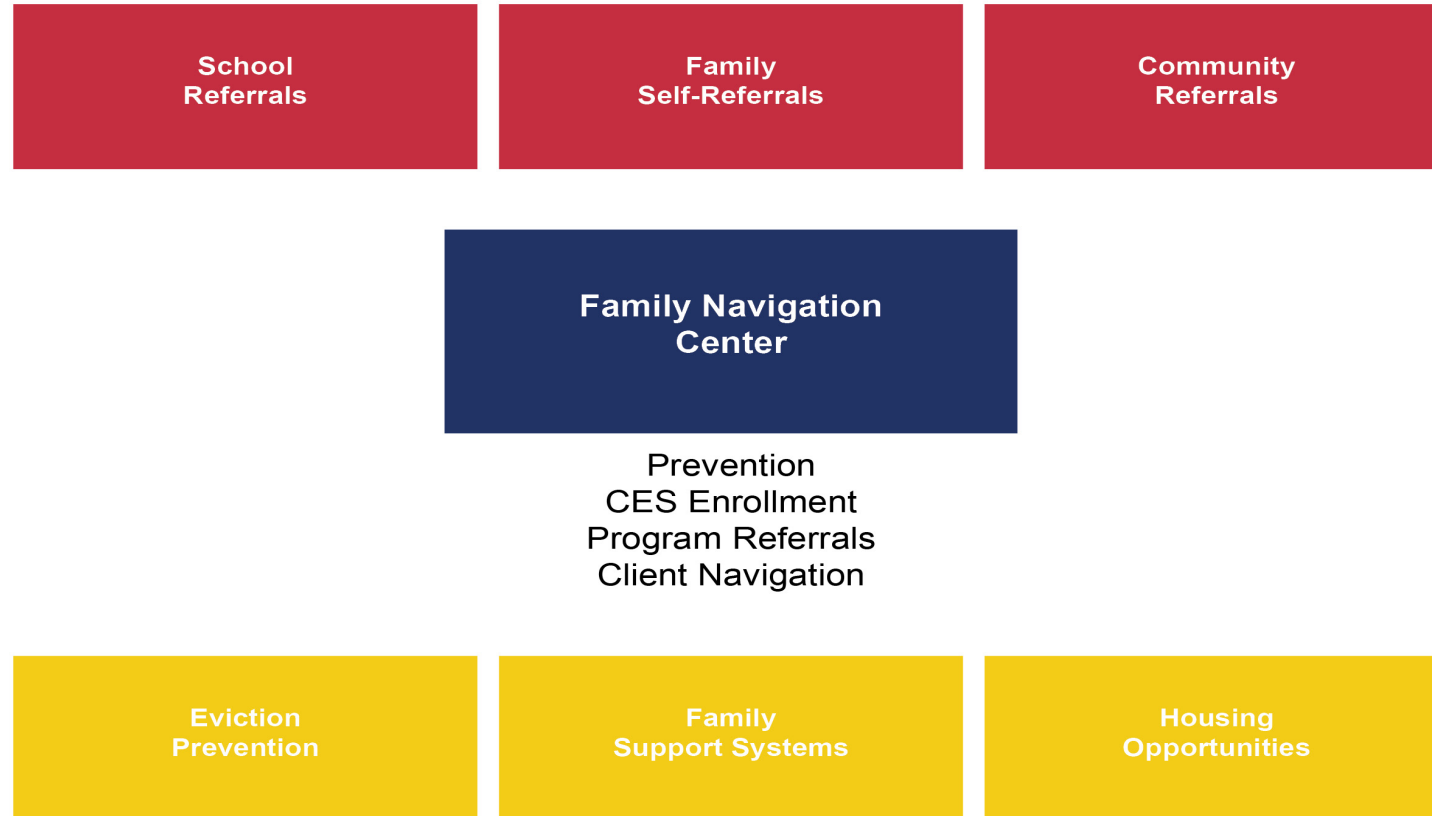 School
Referrals
Family
Self-Referrals
Community
Referrals
Family Navigation
Center
Prevention
CES Enrollment
Program Referrals
Client Navigation
Eviction
Prevention
Family
Support Systems
Housing
Opportunities